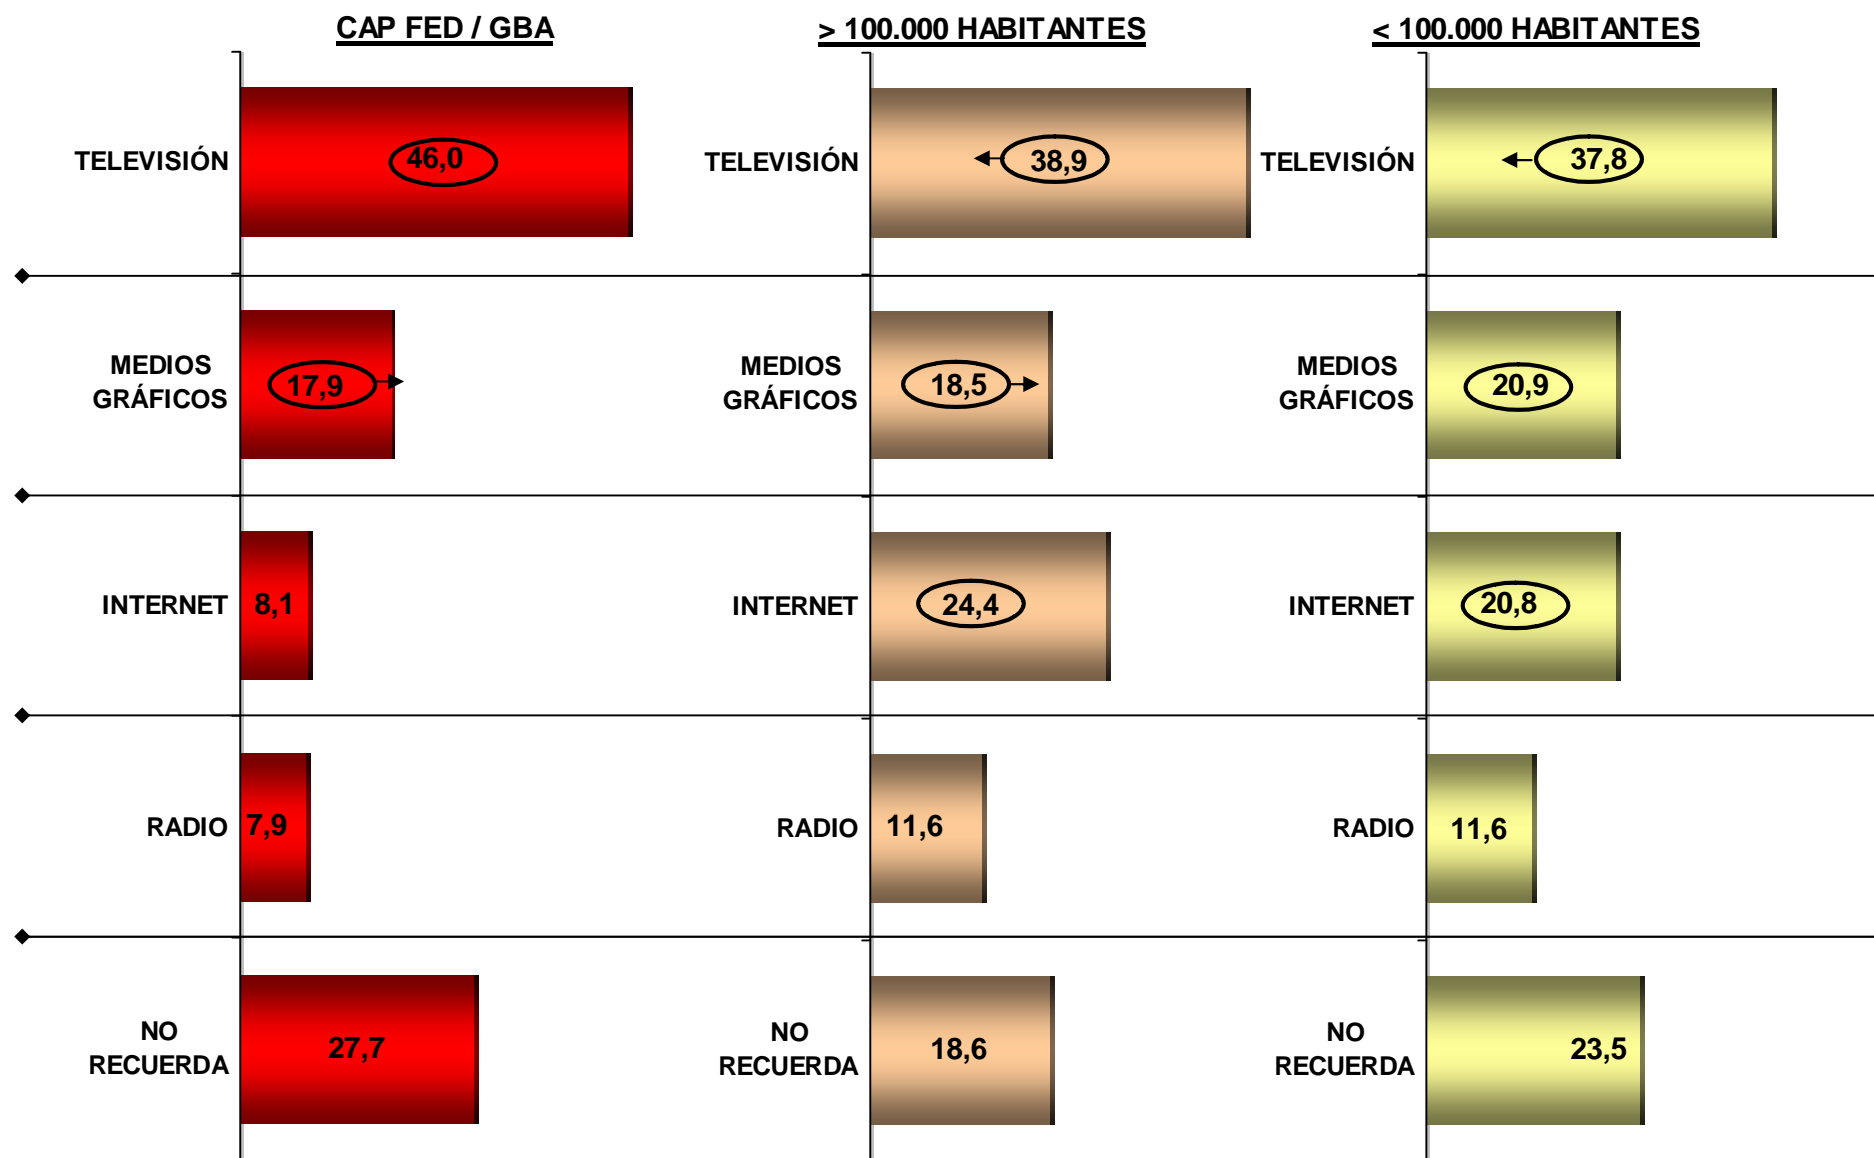 CAP FED / GBA
> 100.000 HABITANTES
< 100.000 HABITANTES
TELEVISIÓN
46,0
TELEVISIÓN
38,9
TELEVISIÓN
37,8
MEDIOS
GRÁFICOS
17,9
MEDIOS
GRÁFICOS
18,5
MEDIOS
GRÁFICOS
20,9
INTERNET
8,1
INTERNET
24,4
INTERNET
20,8
RADIO
7,9
RADIO
11,6
RADIO
11,6
NO
RECUERDA
27,7
NO
RECUERDA
18,6
NO
RECUERDA
23,5